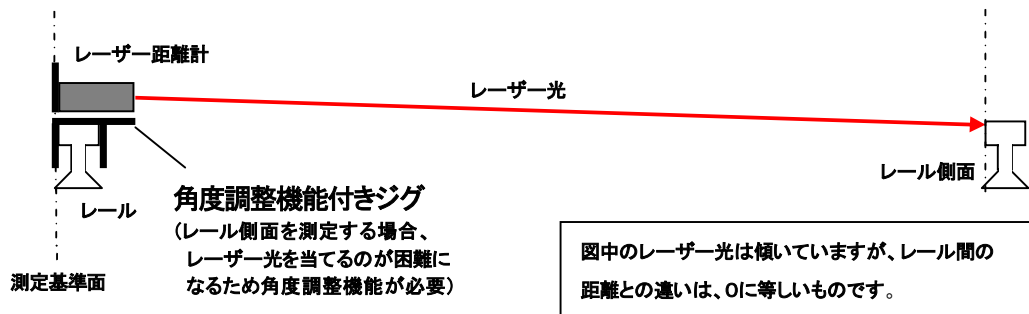 レーザー距離計
レーザー光
レール側面
角度調整機能付きジグ
レール
(レール側面を測定する場合、
レーザー光を当てるのが困難に
なるため角度調整機能が必要)
測定基準面
図中のレーザー光は傾いていますが、レール間の
距離との違いは、0に等しいものです。